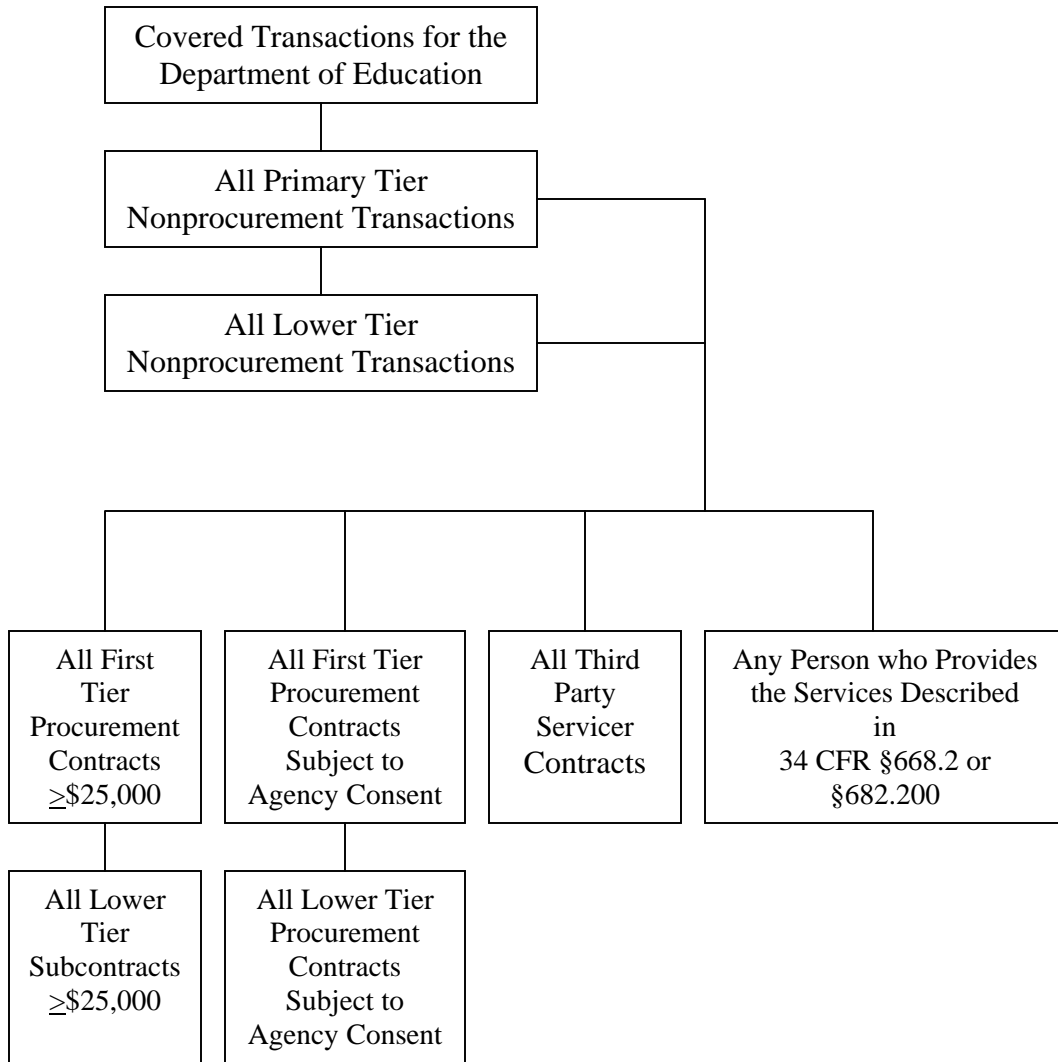 Covered Transactions for the
Department of Education
All Primary Tier
Nonprocurement Transactions
All Lower Tier
Nonprocurement Transactions
All First
Tier
Procurement
Contracts
≥$25,000
All First Tier
Procurement
Contracts
Subject to
Agency Consent
All Third
Party
Servicer
Contracts
Any Person who Provides
the Services Described
in
34 CFR §668.2 or
§682.200
All Lower
Tier
Subcontracts
≥$25,000
All Lower Tier
Procurement
Contracts
Subject to
Agency Consent